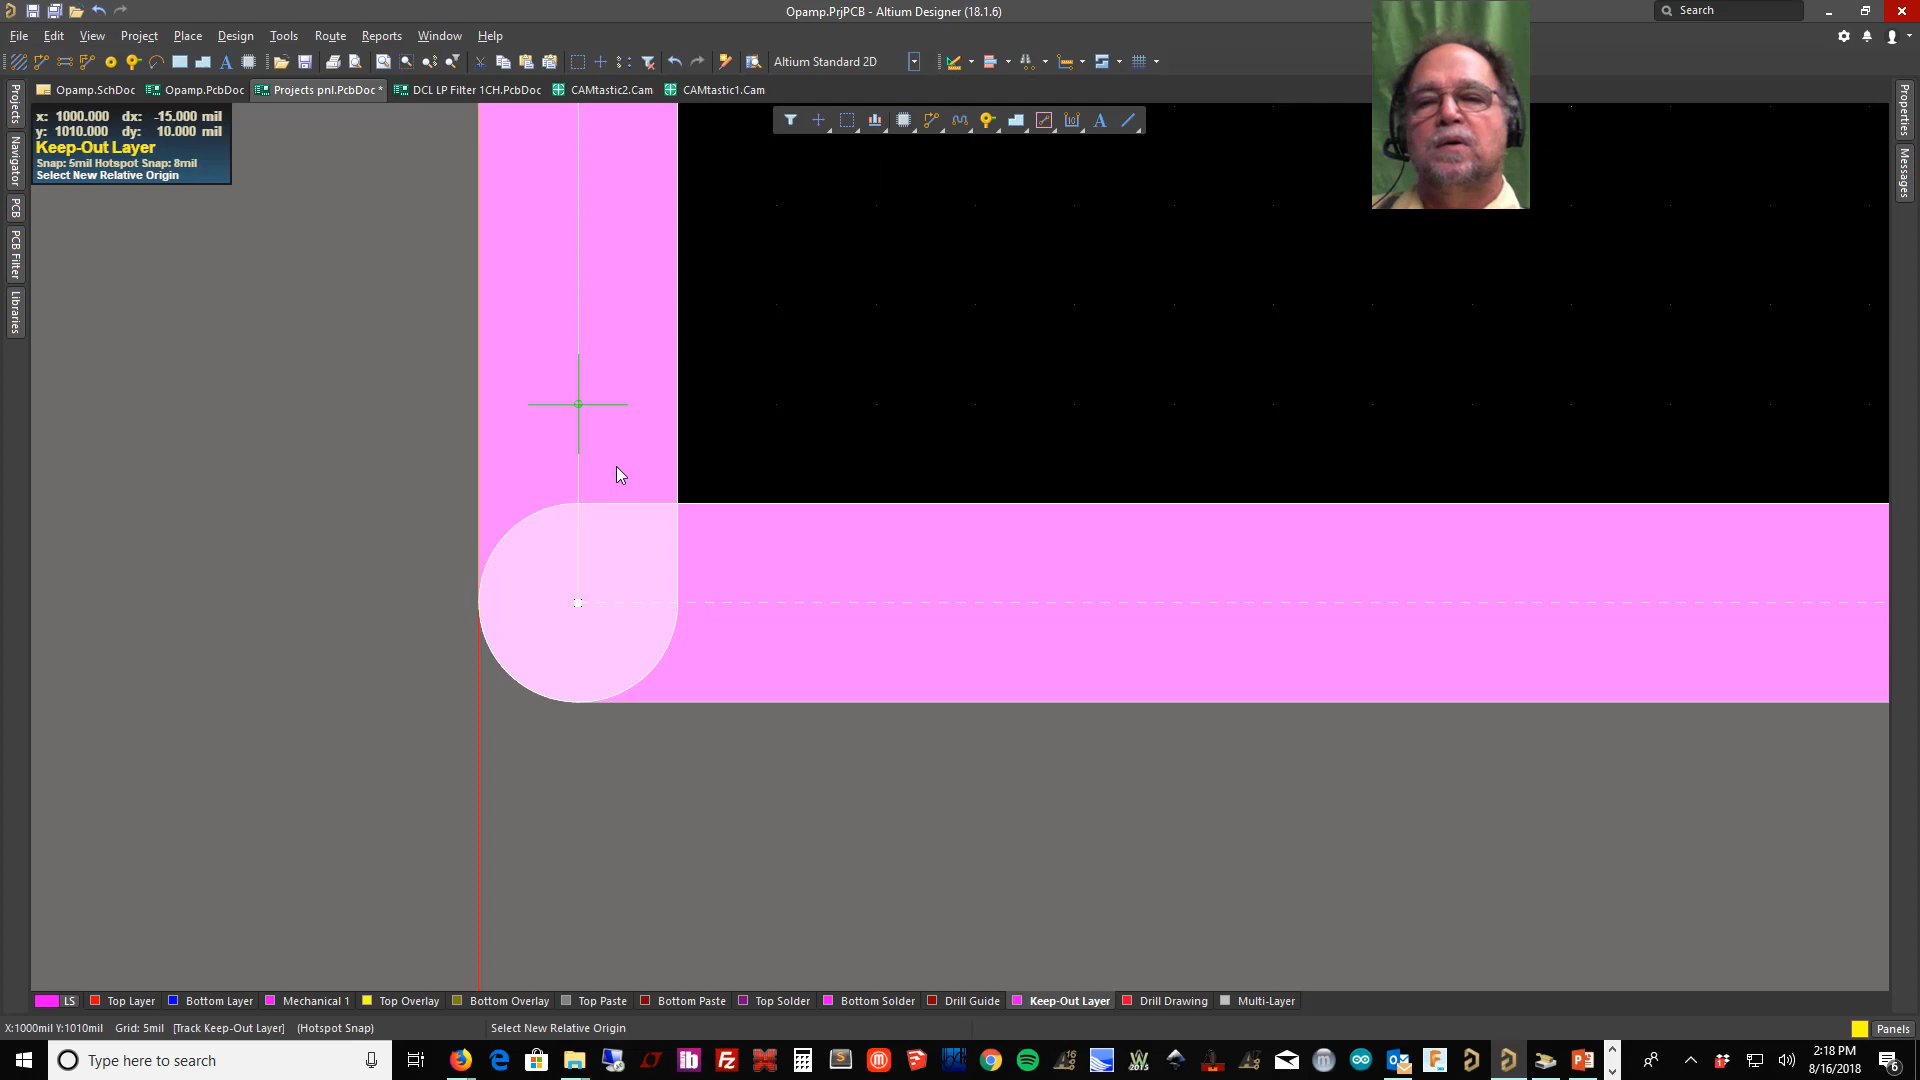 Opamp.PrjPCB - Altium Designer (18.1.6)
Search
File Edit View Project Place Design Tools Route Reports Window Help
Altium Standard 2D
Opamp.SchDoc Opamp.PcbDoc Projects pnl.PcbDoc * DCL LP Filter 1CH.PcbDoc CAMtastic2.Cam CAMtastic1.Cam
x: 1000.000 dx: -15.000 mil
y: 1010.000 dy: 10.000 mil
Keep-Out Layer
Snap: 5mil Hotspot Snap: 8mil
Select New Relative Origin
Projects
Navigator
PCB
PCB Filter
Libraries
Properties
Messages
LS Top Layer Bottom Layer Mechanical 1 Top Overlay Bottom Overlay Top Paste Bottom Paste Top Solder Bottom Solder Drill Guide Keep-Out Layer Drill Drawing Multi-Layer
X:1000mil Y:1010mil Grid: 5mil [Track Keep-Out Layer] (Hotspot Snap) Select New Relative Origin Panels
Type here to search
2:18 PM
8/16/2018
6